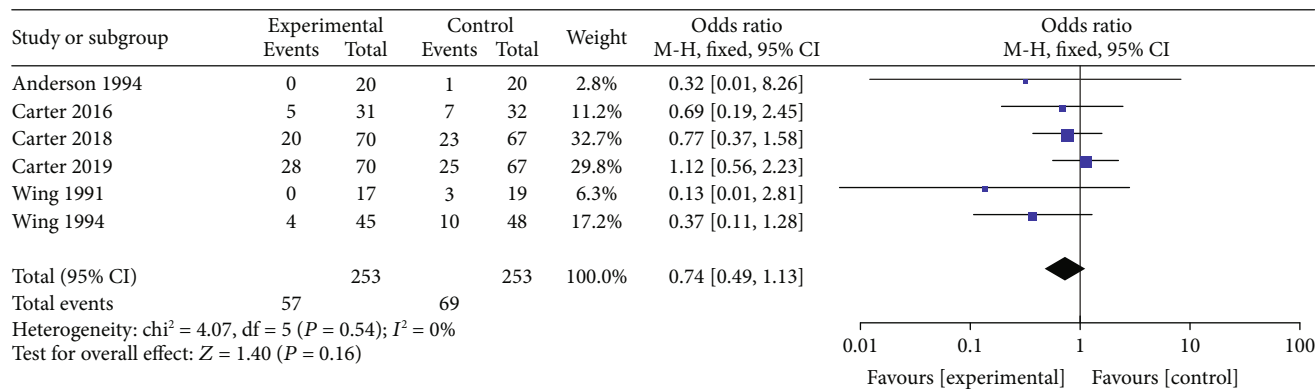 Study or subgroup Experimental Control Weight Odds ratio Odds ratio
Events Total Events Total M-H, fixed, 95% CI M-H, fixed, 95% CI
Anderson 1994 0 20 1 20 2.8% 0.32 [0.01, 8.26]
Carter 2016 5 31 7 32 11.2% 0.69 [0.19, 2.45]
Carter 2018 20 70 23 67 32.7% 0.77 [0.37, 1.58]
Carter 2019 28 70 25 67 29.8% 1.12 [0.56, 2.23]
Wing 1991 0 17 3 19 6.3% 0.13 [0.01, 2.81]
Wing 1994 4 45 10 48 17.2% 0.37 [0.11, 1.28]
Total (95% CI) 253 253 100.0% 0.74 [0.49, 1.13]
Total events 57 69
Heterogeneity: chi² = 4.07, df = 5 (P = 0.54); I² = 0%
Test for overall effect: Z = 1.40 (P = 0.16)
0.01 0.1 1 10 100
Favours [experimental] Favours [control]